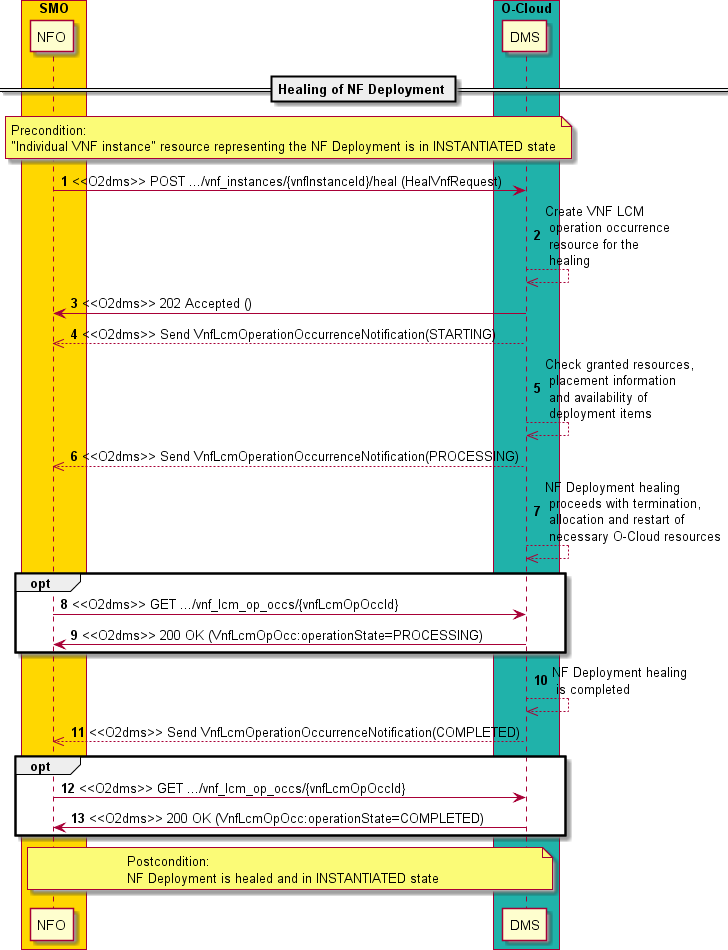 SMO
O-Cloud
NFO
DMS
Healing of NF Deployment
Precondition:
"Individual VNF instance" resource representing the NF Deployment is in INSTANTIATED state
1 <<O2dms>> POST .../vnf_instances/{vnfInstanceId}/heal (HealVnfRequest)
2 Create VNF LCM
operation occurrence
resource for the
healing
3 <<O2dms>> 202 Accepted ()
4 <<O2dms>> Send VnfLcmOperationOccurrenceNotification(STARTING)
5 Check granted resources,
placement information
and availability of
deployment items
6 <<O2dms>> Send VnfLcmOperationOccurrenceNotification(PROCESSING)
7 NF Deployment healing
proceeds with termination,
allocation and restart of
necessary O-Cloud resources
opt
8 <<O2dms>> GET .../vnf_lcm_op_occs/{vnfLcmOpOccId}
9 <<O2dms>> 200 OK (VnfLcmOpOcc:operationState=PROCESSING)
10 NF Deployment healing
is completed
11 <<O2dms>> Send VnfLcmOperationOccurrenceNotification(COMPLETED)
opt
12 <<O2dms>> GET .../vnf_lcm_op_occs/{vnfLcmOpOccId}
13 <<O2dms>> 200 OK (VnfLcmOpOcc:operationState=COMPLETED)
Postcondition:
NF Deployment is healed and in INSTANTIATED state
NFO
DMS